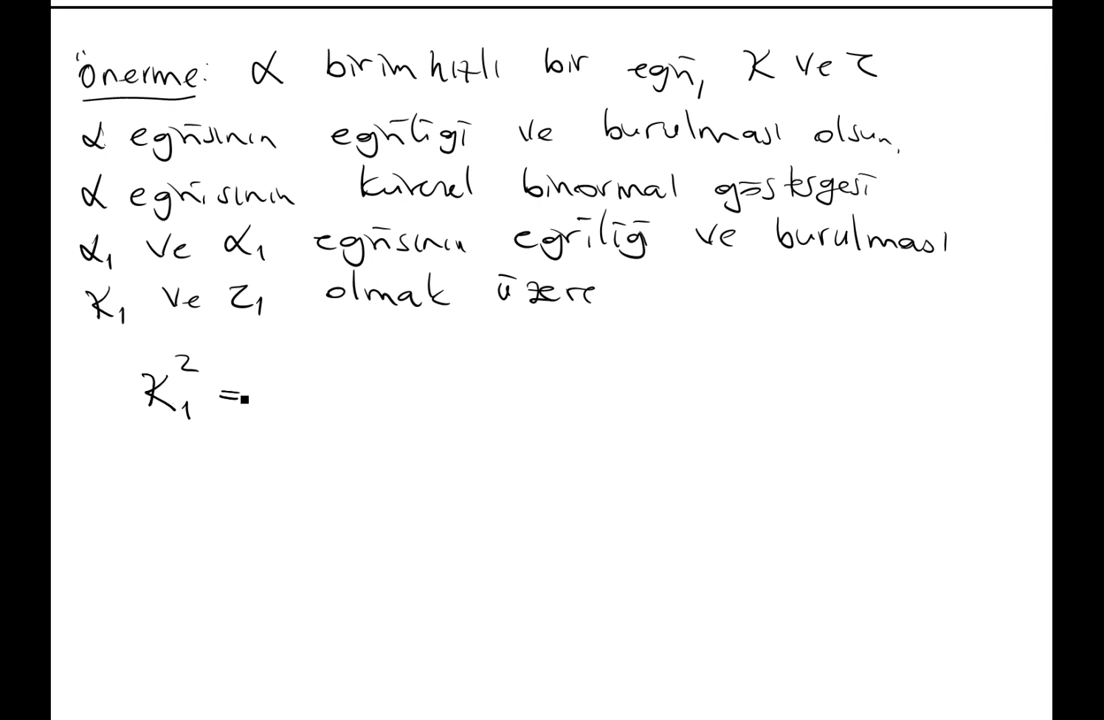 Önerme: α birim hızlı bir eğri, κ ve τ
α eğrisinin eğriliği ve burulması olsun.
α eğrisinin küresel binormal göstergesi
α₁ ve α₁ eğrisinin eğriliği ve burulması
κ₁ ve τ₁ olmak üzere
κ₁² =